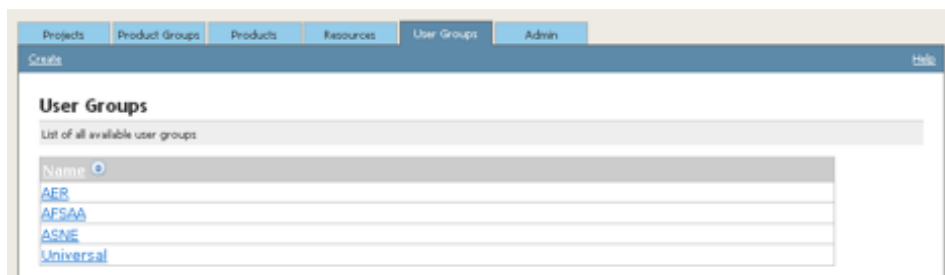 Projects Product Groups Products Resources User Groups Admin
Create Help
User Groups
List of all available user groups
Name
AER
AFSAA
ASNE
Universal